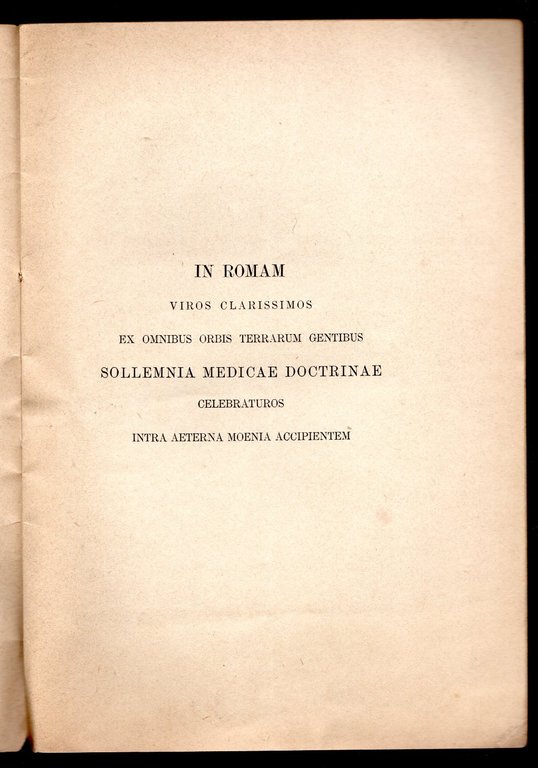 IN ROMAM
VIROS CLARISSIMOS
EX OMNIBUS ORBIS TERRARUM GENTIBUS
SOLLEMNIA MEDICAE DOCTRINAE
CELEBRATUROS
INTRA AETERNA MOENIA ACCIPIENTEM